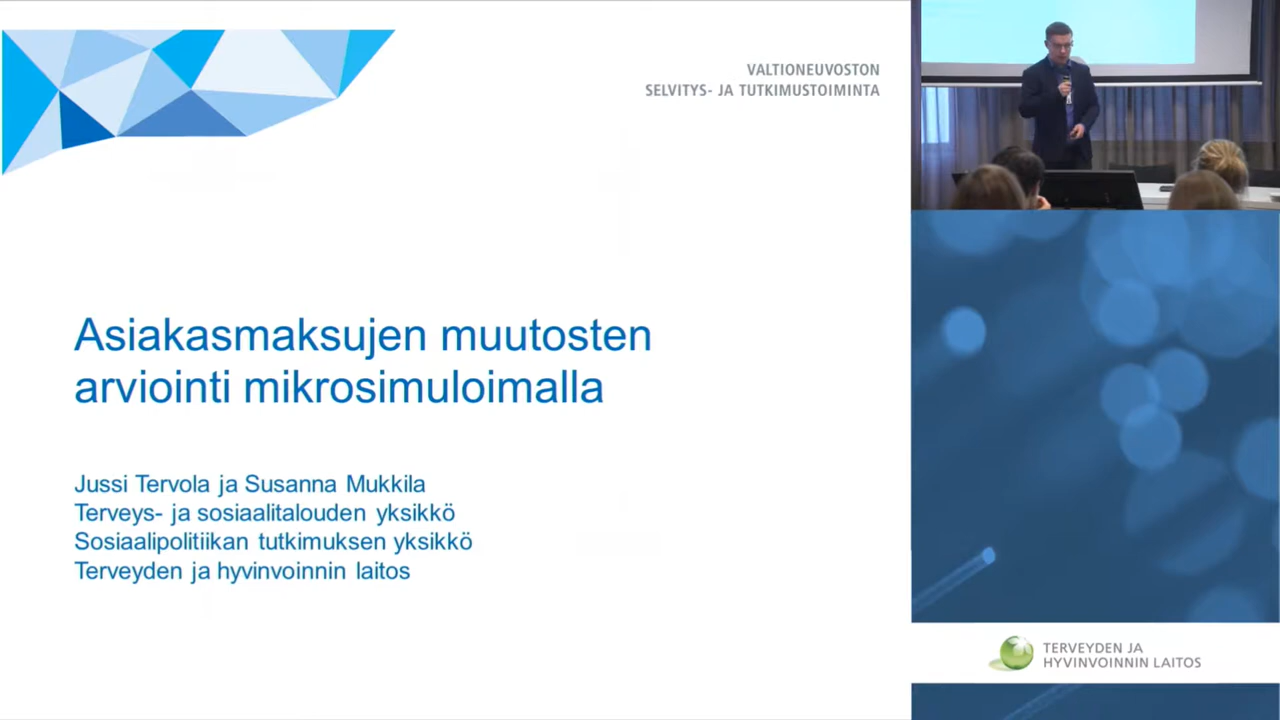 VALTIONEUVOSTON
SELVITYS- JA TUTKIMUSTOIMINTA
Asiakasmaksujen muutosten
arviointi mikrosimuloimalla
Jussi Tervola ja Susanna Mukkila
Terveys- ja sosiaalitalouden yksikkö
Sosiaalipolitiikan tutkimuksen yksikkö
Terveyden ja hyvinvoinnin laitos
TERVEYDEN JA
HYVINVOINNIN LAITOS